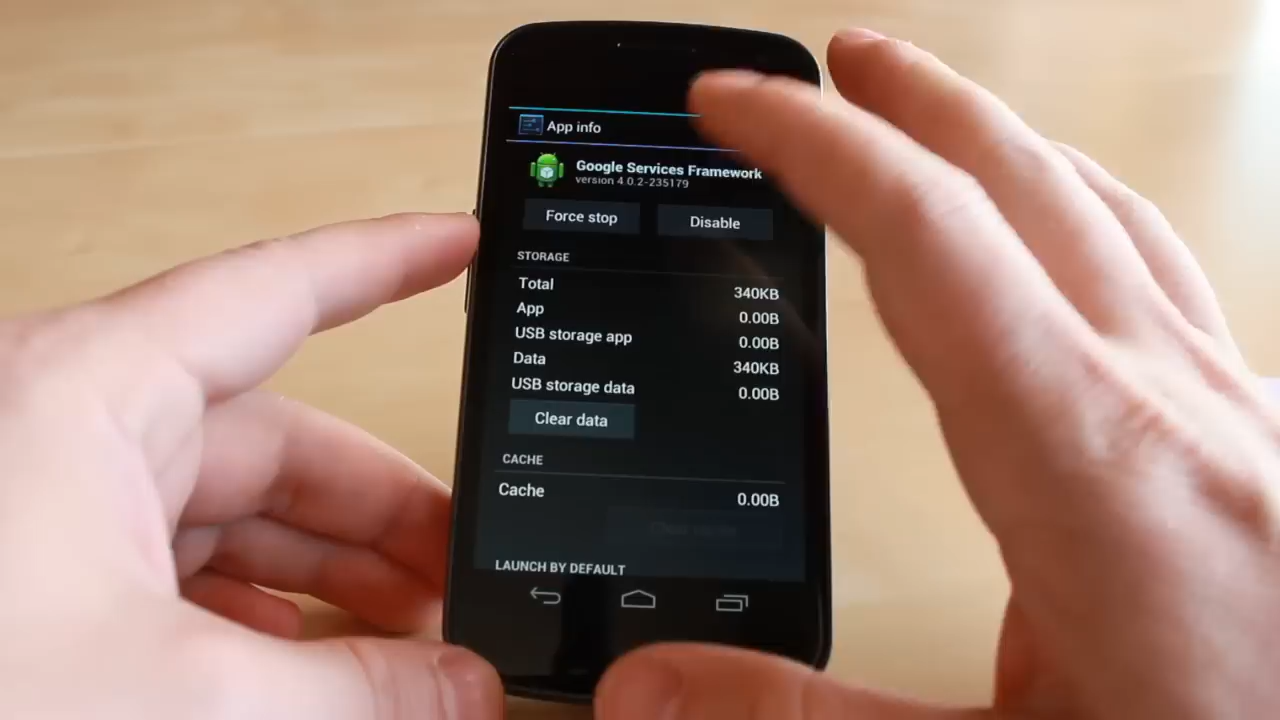 App info
Google Services Framework
version 4.0.2-235179
Force stop Disable
STORAGE
Total 340KB
App 0.00B
USB storage app 0.00B
Data 340KB
USB storage data 0.00B
Clear data
CACHE
Cache 0.00B
Clear cache
LAUNCH BY DEFAULT